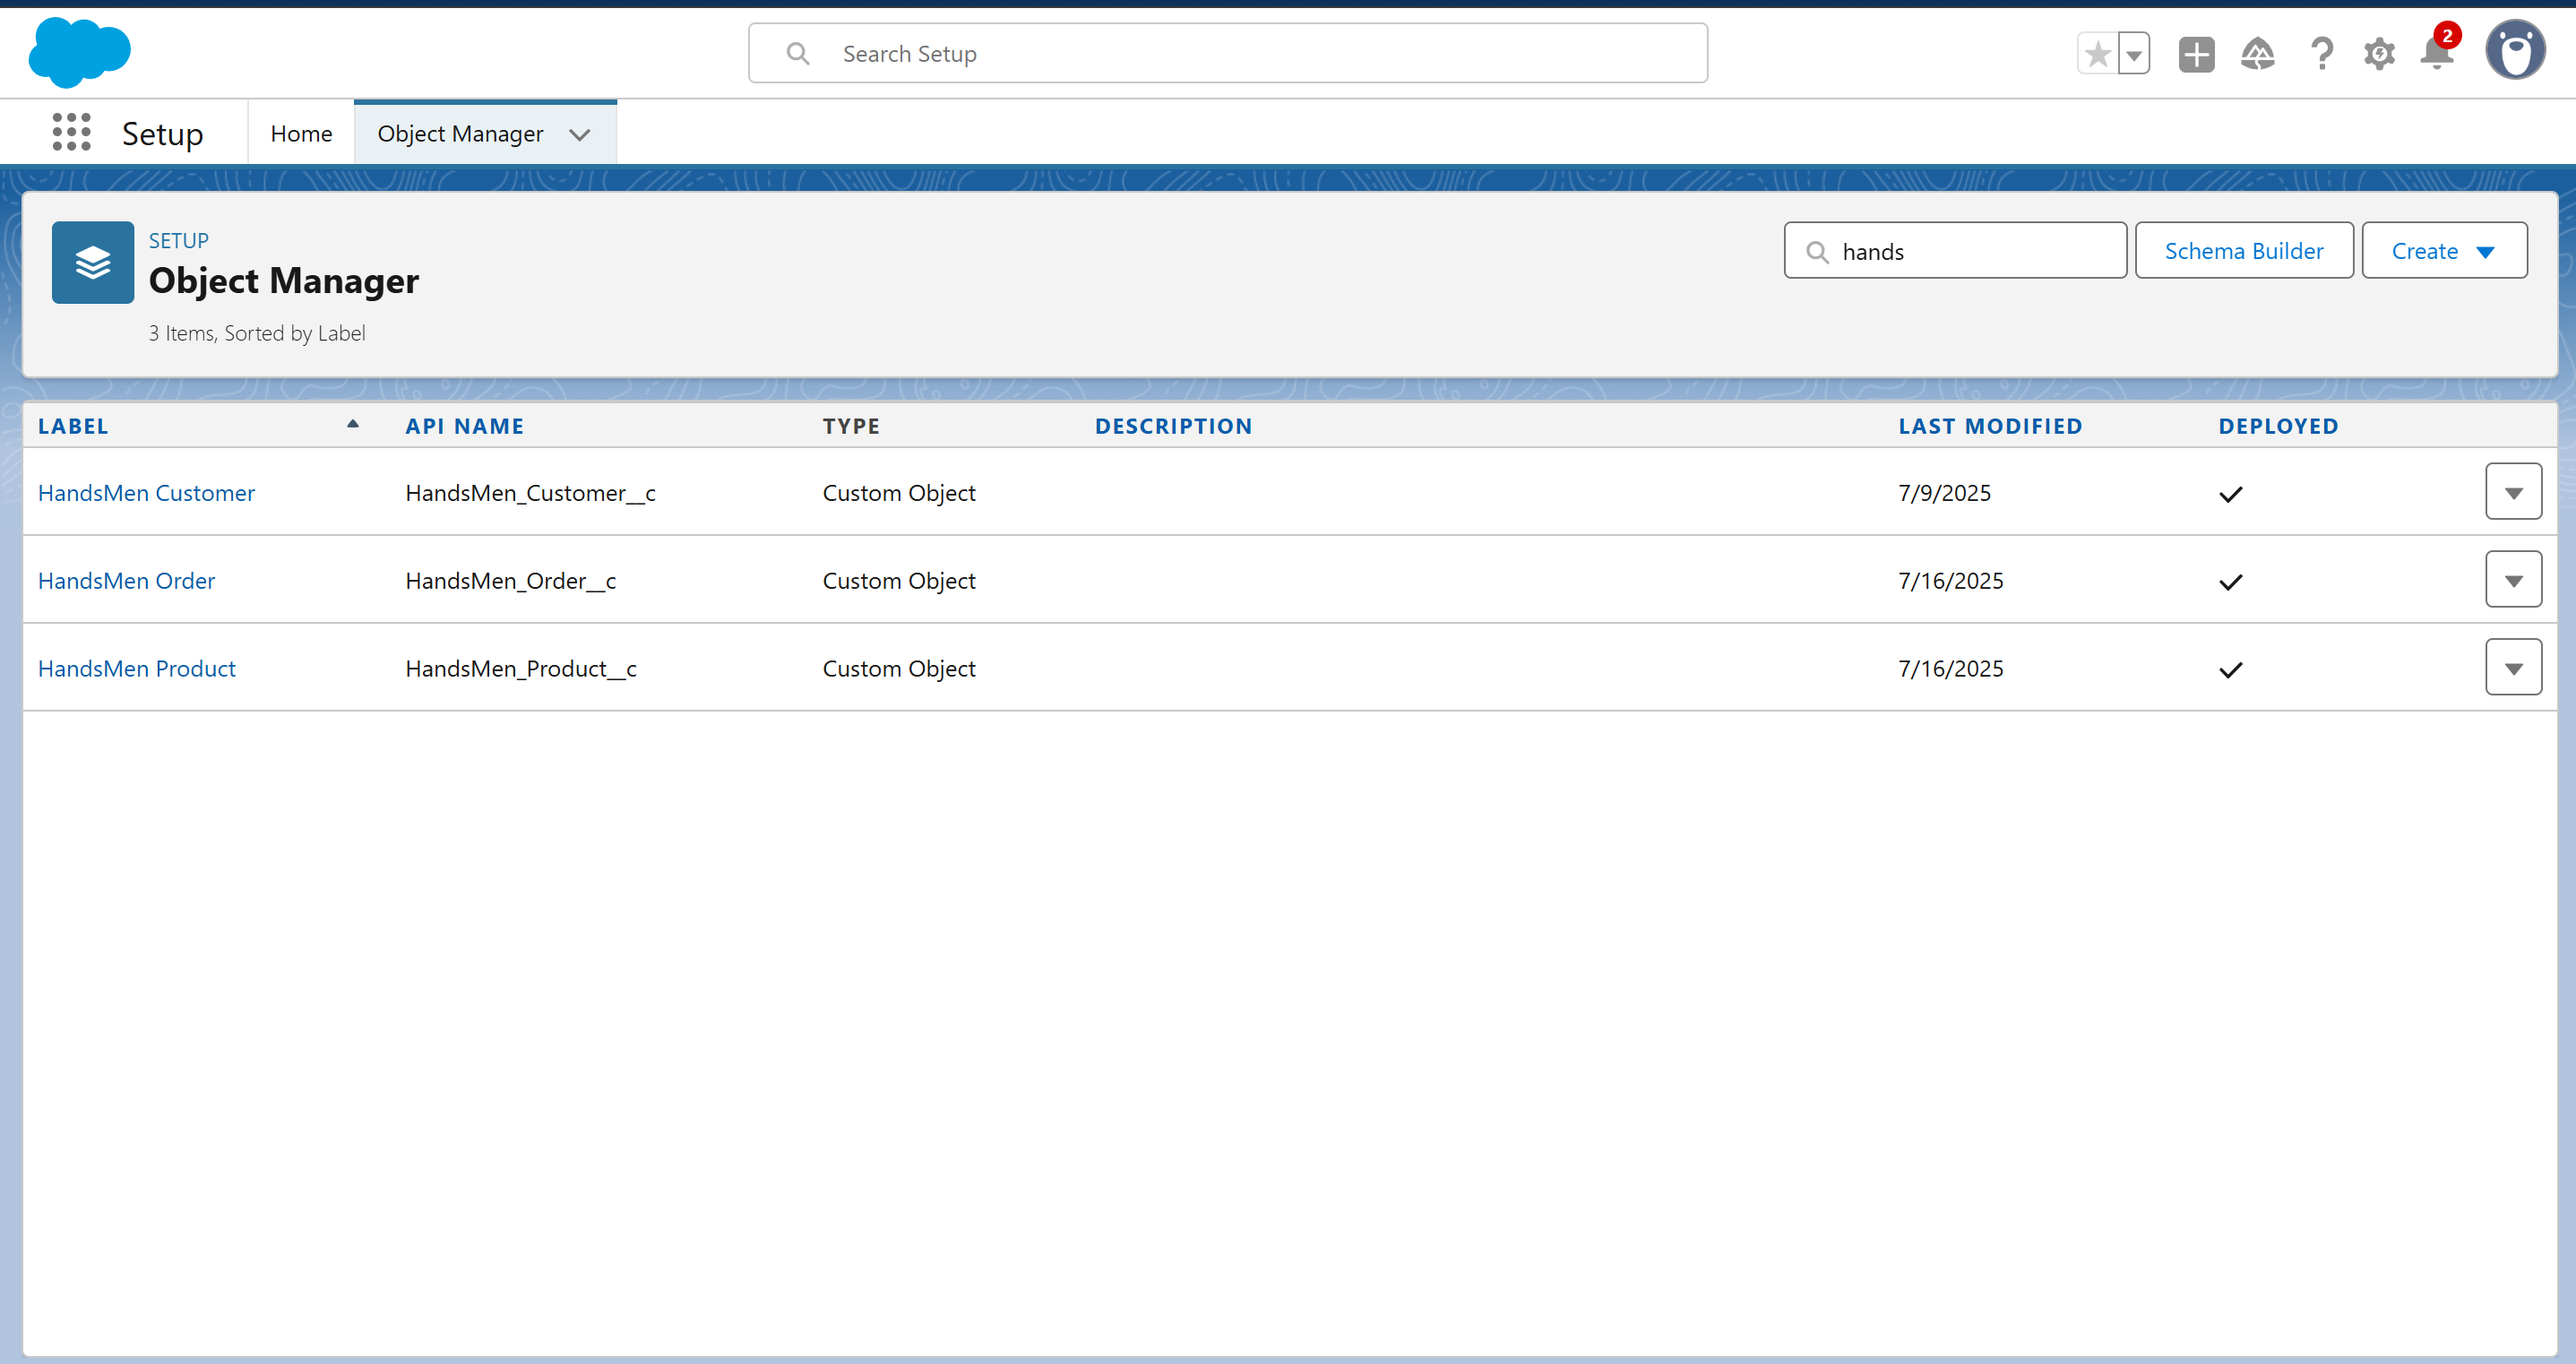 Search Setup
2
Setup
Home
Object Manager
SETUP
Object Manager
3 Items, Sorted by Label
hands
Schema Builder
Create
LABEL API NAME TYPE DESCRIPTION LAST MODIFIED DEPLOYED
HandsMen Customer HandsMen_Customer__c Custom Object 7/9/2025
HandsMen Order HandsMen_Order__c Custom Object 7/16/2025
HandsMen Product HandsMen_Product__c Custom Object 7/16/2025